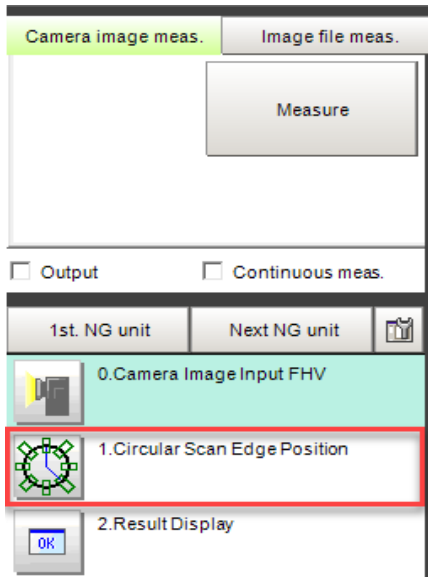 Camera image meas. Image file meas.
Measure
Output Continuous meas.
1st. NG unit Next NG unit
0.Camera Image Input FHV
1.Circular Scan Edge Position
2.Result Display
OK